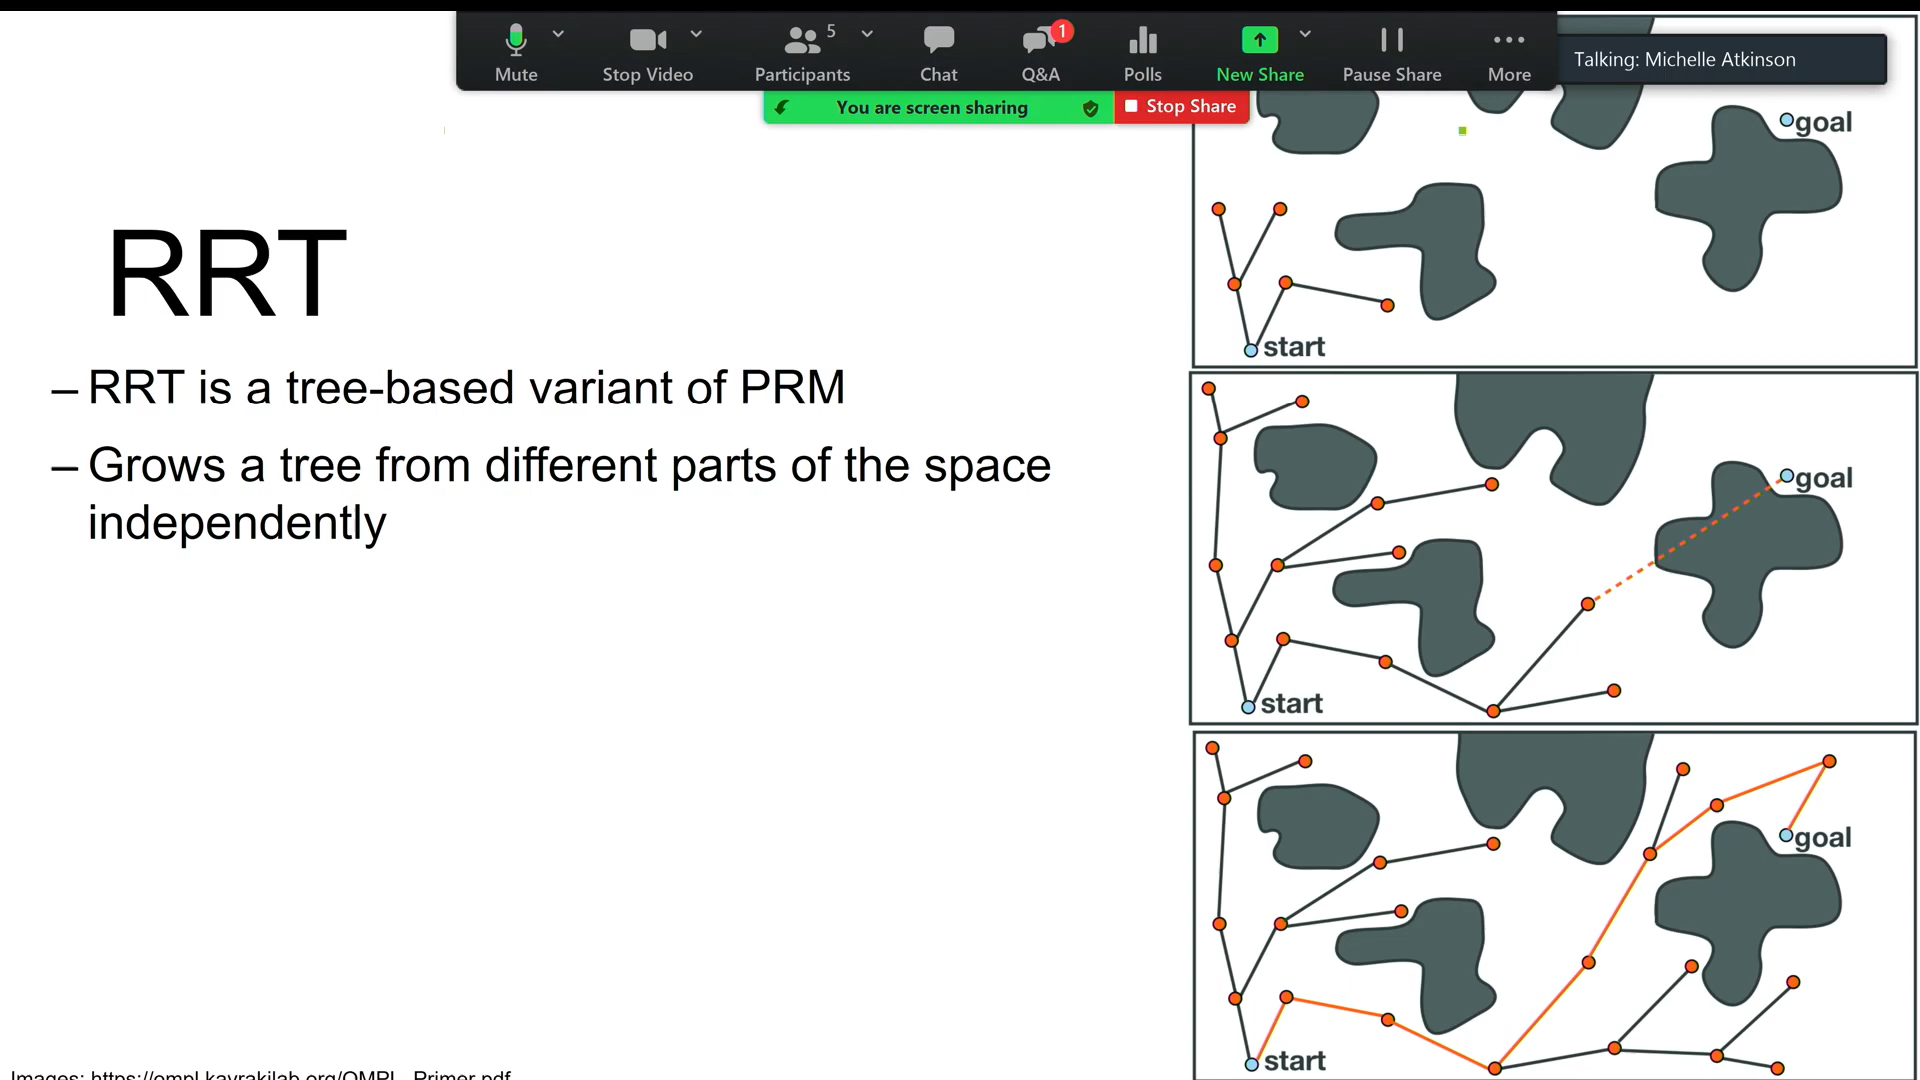 Mute
Stop Video
Participants
5
Chat
Q&A
1
Polls
New Share
Pause Share
More
Talking: Michelle Atkinson
You are screen sharing
Stop Share
goal
start
RRT
– RRT is a tree-based variant of PRM
– Grows a tree from different parts of the space
independently
goal
start
goal
start
Images: https://ompl.kavrakilab.org/OMPL_Primer.pdf